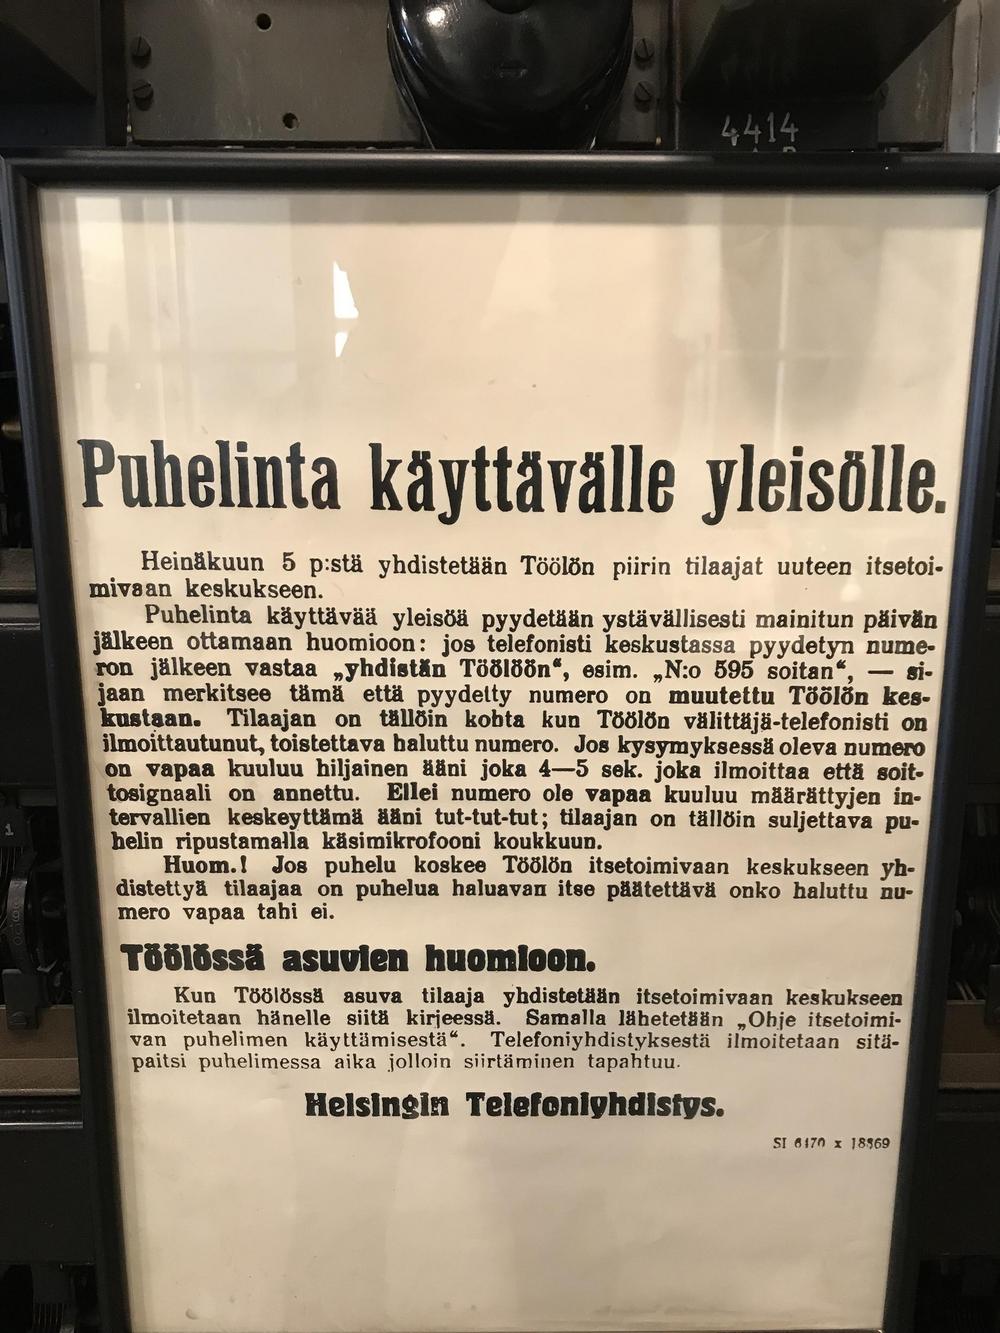 4414
Puhelinta käyttävälle yleisölle.
Heinäkuun 5 p:stä yhdistetään Töölön piirin tilaajat uuteen itsetoi-
mivaan keskukseen.
Puhelinta käyttävää yleisöä pyydetään ystävällisesti mainitun päivän
jälkeen ottamaan huomioon: jos telefonisti keskustassa pyydetyn nume-
ron jälkeen vastaa „yhdistän Töölöön“, esim. „N:o 595 soitan“, — si-
jaan merkitsee tämä että pyydetty numero on muutettu Töölön kes-
kustaan. Tilaajan on tällöin kohta kun Töölön välittäjä-telefonisti on
ilmoittautunut, toistettava haluttu numero. Jos kysymyksessä oleva numero
on vapaa kuuluu hiljainen ääni joka 4—5 sek. joka ilmoittaa että soit-
tosignaali on annettu. Ellei numero ole vapaa kuuluu määrättyjen in-
tervallien keskeyttämä ääni tut-tut-tut; tilaajan on tällöin suljettava pu-
helin ripustamalla käsimikrofooni koukkuun.
Huom.! Jos puhelu koskee Töölön itsetoimivaan keskukseen yh-
distettyä tilaajaa on puhelua haluavan itse päätettävä onko haluttu nu-
mero vapaa tahi ei.
Töölössä asuvien huomioon.
Kun Töölössä asuva tilaaja yhdistetään itsetoimivaan keskukseen
ilmoitetaan hänelle siitä kirjeessä. Samalla lähetetään „Ohje itsetoimi-
van puhelimen käyttämisestä“. Telefoniyhdistyksestä ilmoitetaan sitä-
paitsi puhelimessa aika jolloin siirtäminen tapahtuu.
Helsingin Telefoniyhdistys.
SI 6170 x